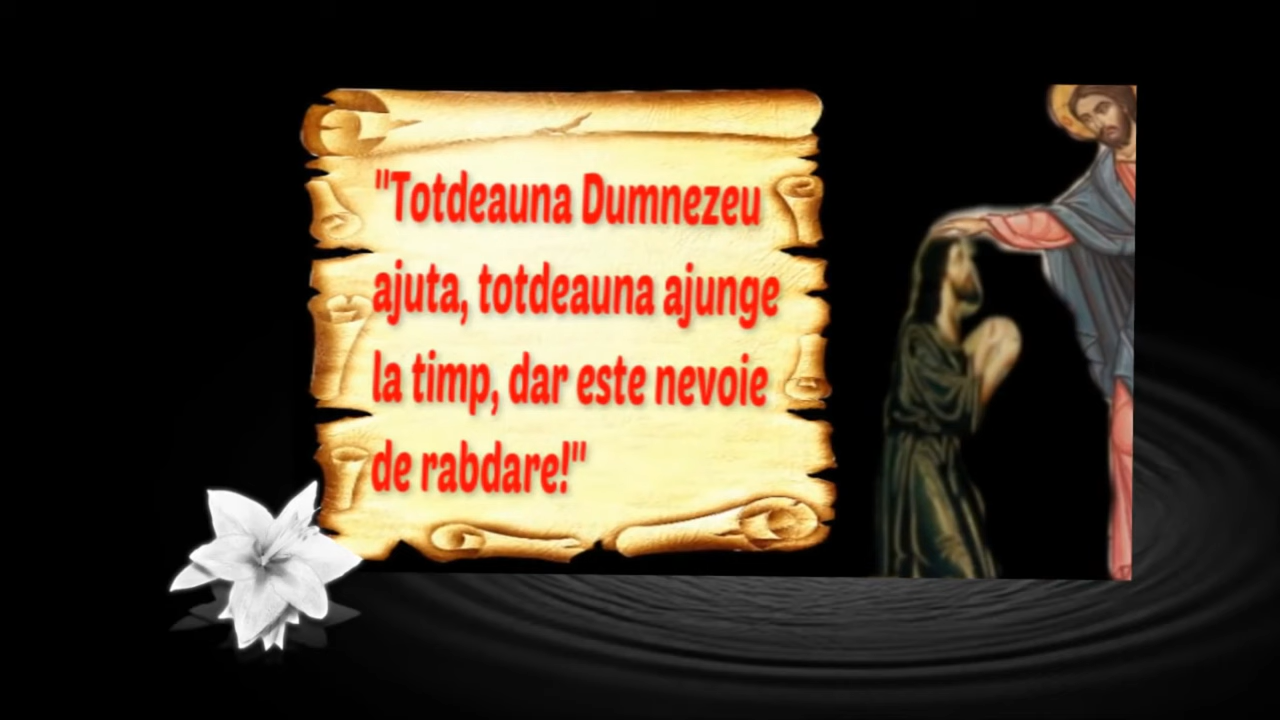 "Totdeauna Dumnezeu
ajuta, totdeauna ajunge
la timp, dar este nevoie
de rabdare!"